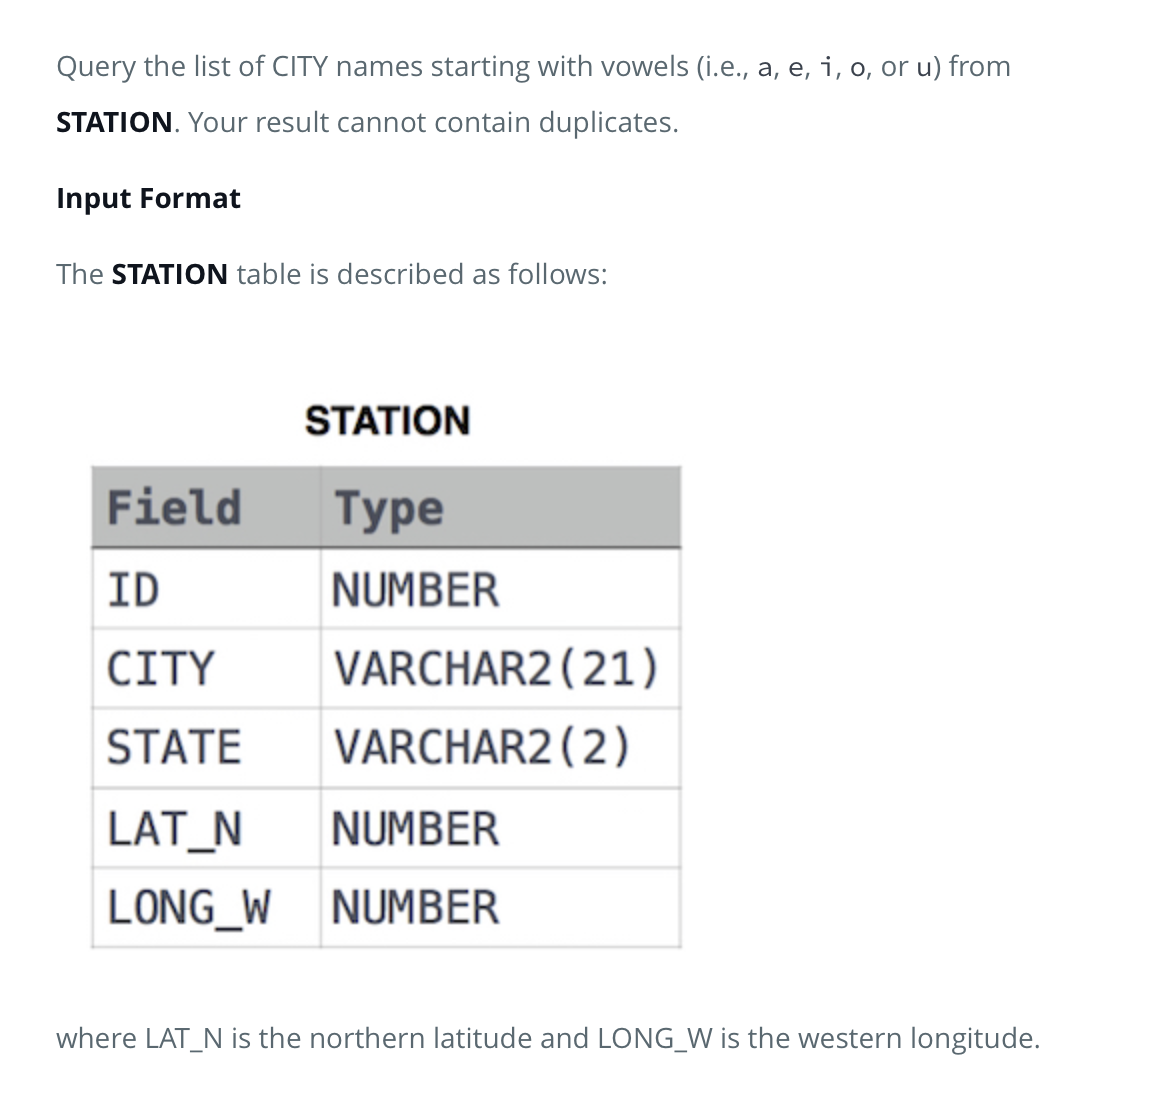 Query the list of CITY names starting with vowels (i.e., a, e, i, o, or u) from
STATION. Your result cannot contain duplicates.
Input Format
The STATION table is described as follows:
STATION
Field Type
ID NUMBER
CITY VARCHAR2(21)
STATE VARCHAR2(2)
LAT_N NUMBER
LONG_W NUMBER
where LAT_N is the northern latitude and LONG_W is the western longitude.